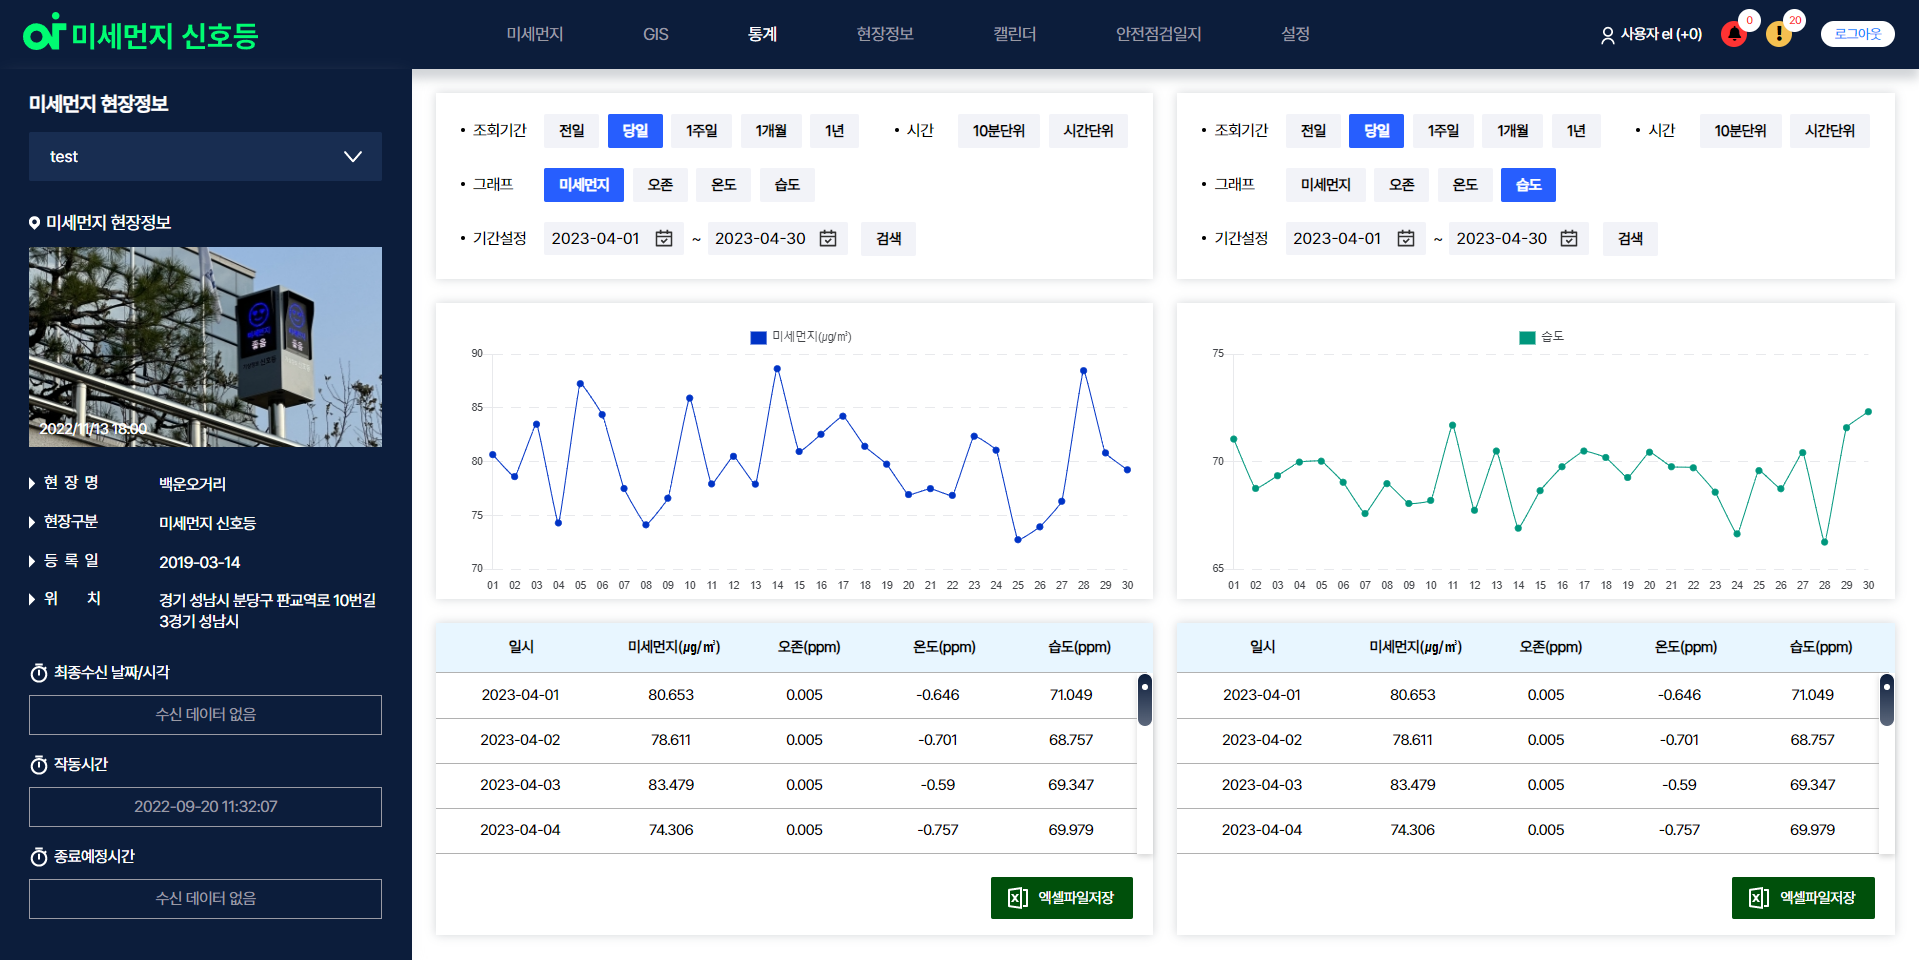 미세먼지 신호등
미세먼지 GIS 통계 현장정보 캘린더 안전점검일지 설정
사용자 el (+0) 0 20 로그아웃
미세먼지 현장정보
test
미세먼지 현장정보
미세먼지
좋음
2022/11/13 18:00
현 장 명 백운오거리
현장구분 미세먼지 신호등
등 록 일 2019-03-14
위 치 경기 성남시 분당구 판교역로 10번길
3경기 성남시
최종수신 날짜/시각
수신 데이터 없음
작동시간
2022-09-20 11:32:07
종료예정시간
수신 데이터 없음
• 조회기간 전일 당일 1주일 1개월 1년 • 시간 10분단위 시간단위
• 그래프 미세먼지 오존 온도 습도
• 기간설정 2023-04-01 ~ 2023-04-30 검색
미세먼지(㎍/㎥)
90
85
80
75
70
01 02 03 04 05 06 07 08 09 10 11 12 13 14 15 16 17 18 19 20 21 22 23 24 25 26 27 28 29 30
일시 미세먼지(㎍/㎥) 오존(ppm) 온도(ppm) 습도(ppm)
2023-04-01 80.653 0.005 -0.646 71.049
2023-04-02 78.611 0.005 -0.701 68.757
2023-04-03 83.479 0.005 -0.59 69.347
2023-04-04 74.306 0.005 -0.757 69.979
엑셀파일저장
• 조회기간 전일 당일 1주일 1개월 1년 • 시간 10분단위 시간단위
• 그래프 미세먼지 오존 온도 습도
• 기간설정 2023-04-01 ~ 2023-04-30 검색
습도
75
70
65
01 02 03 04 05 06 07 08 09 10 11 12 13 14 15 16 17 18 19 20 21 22 23 24 25 26 27 28 29 30
일시 미세먼지(㎍/㎥) 오존(ppm) 온도(ppm) 습도(ppm)
2023-04-01 80.653 0.005 -0.646 71.049
2023-04-02 78.611 0.005 -0.701 68.757
2023-04-03 83.479 0.005 -0.59 69.347
2023-04-04 74.306 0.005 -0.757 69.979
엑셀파일저장